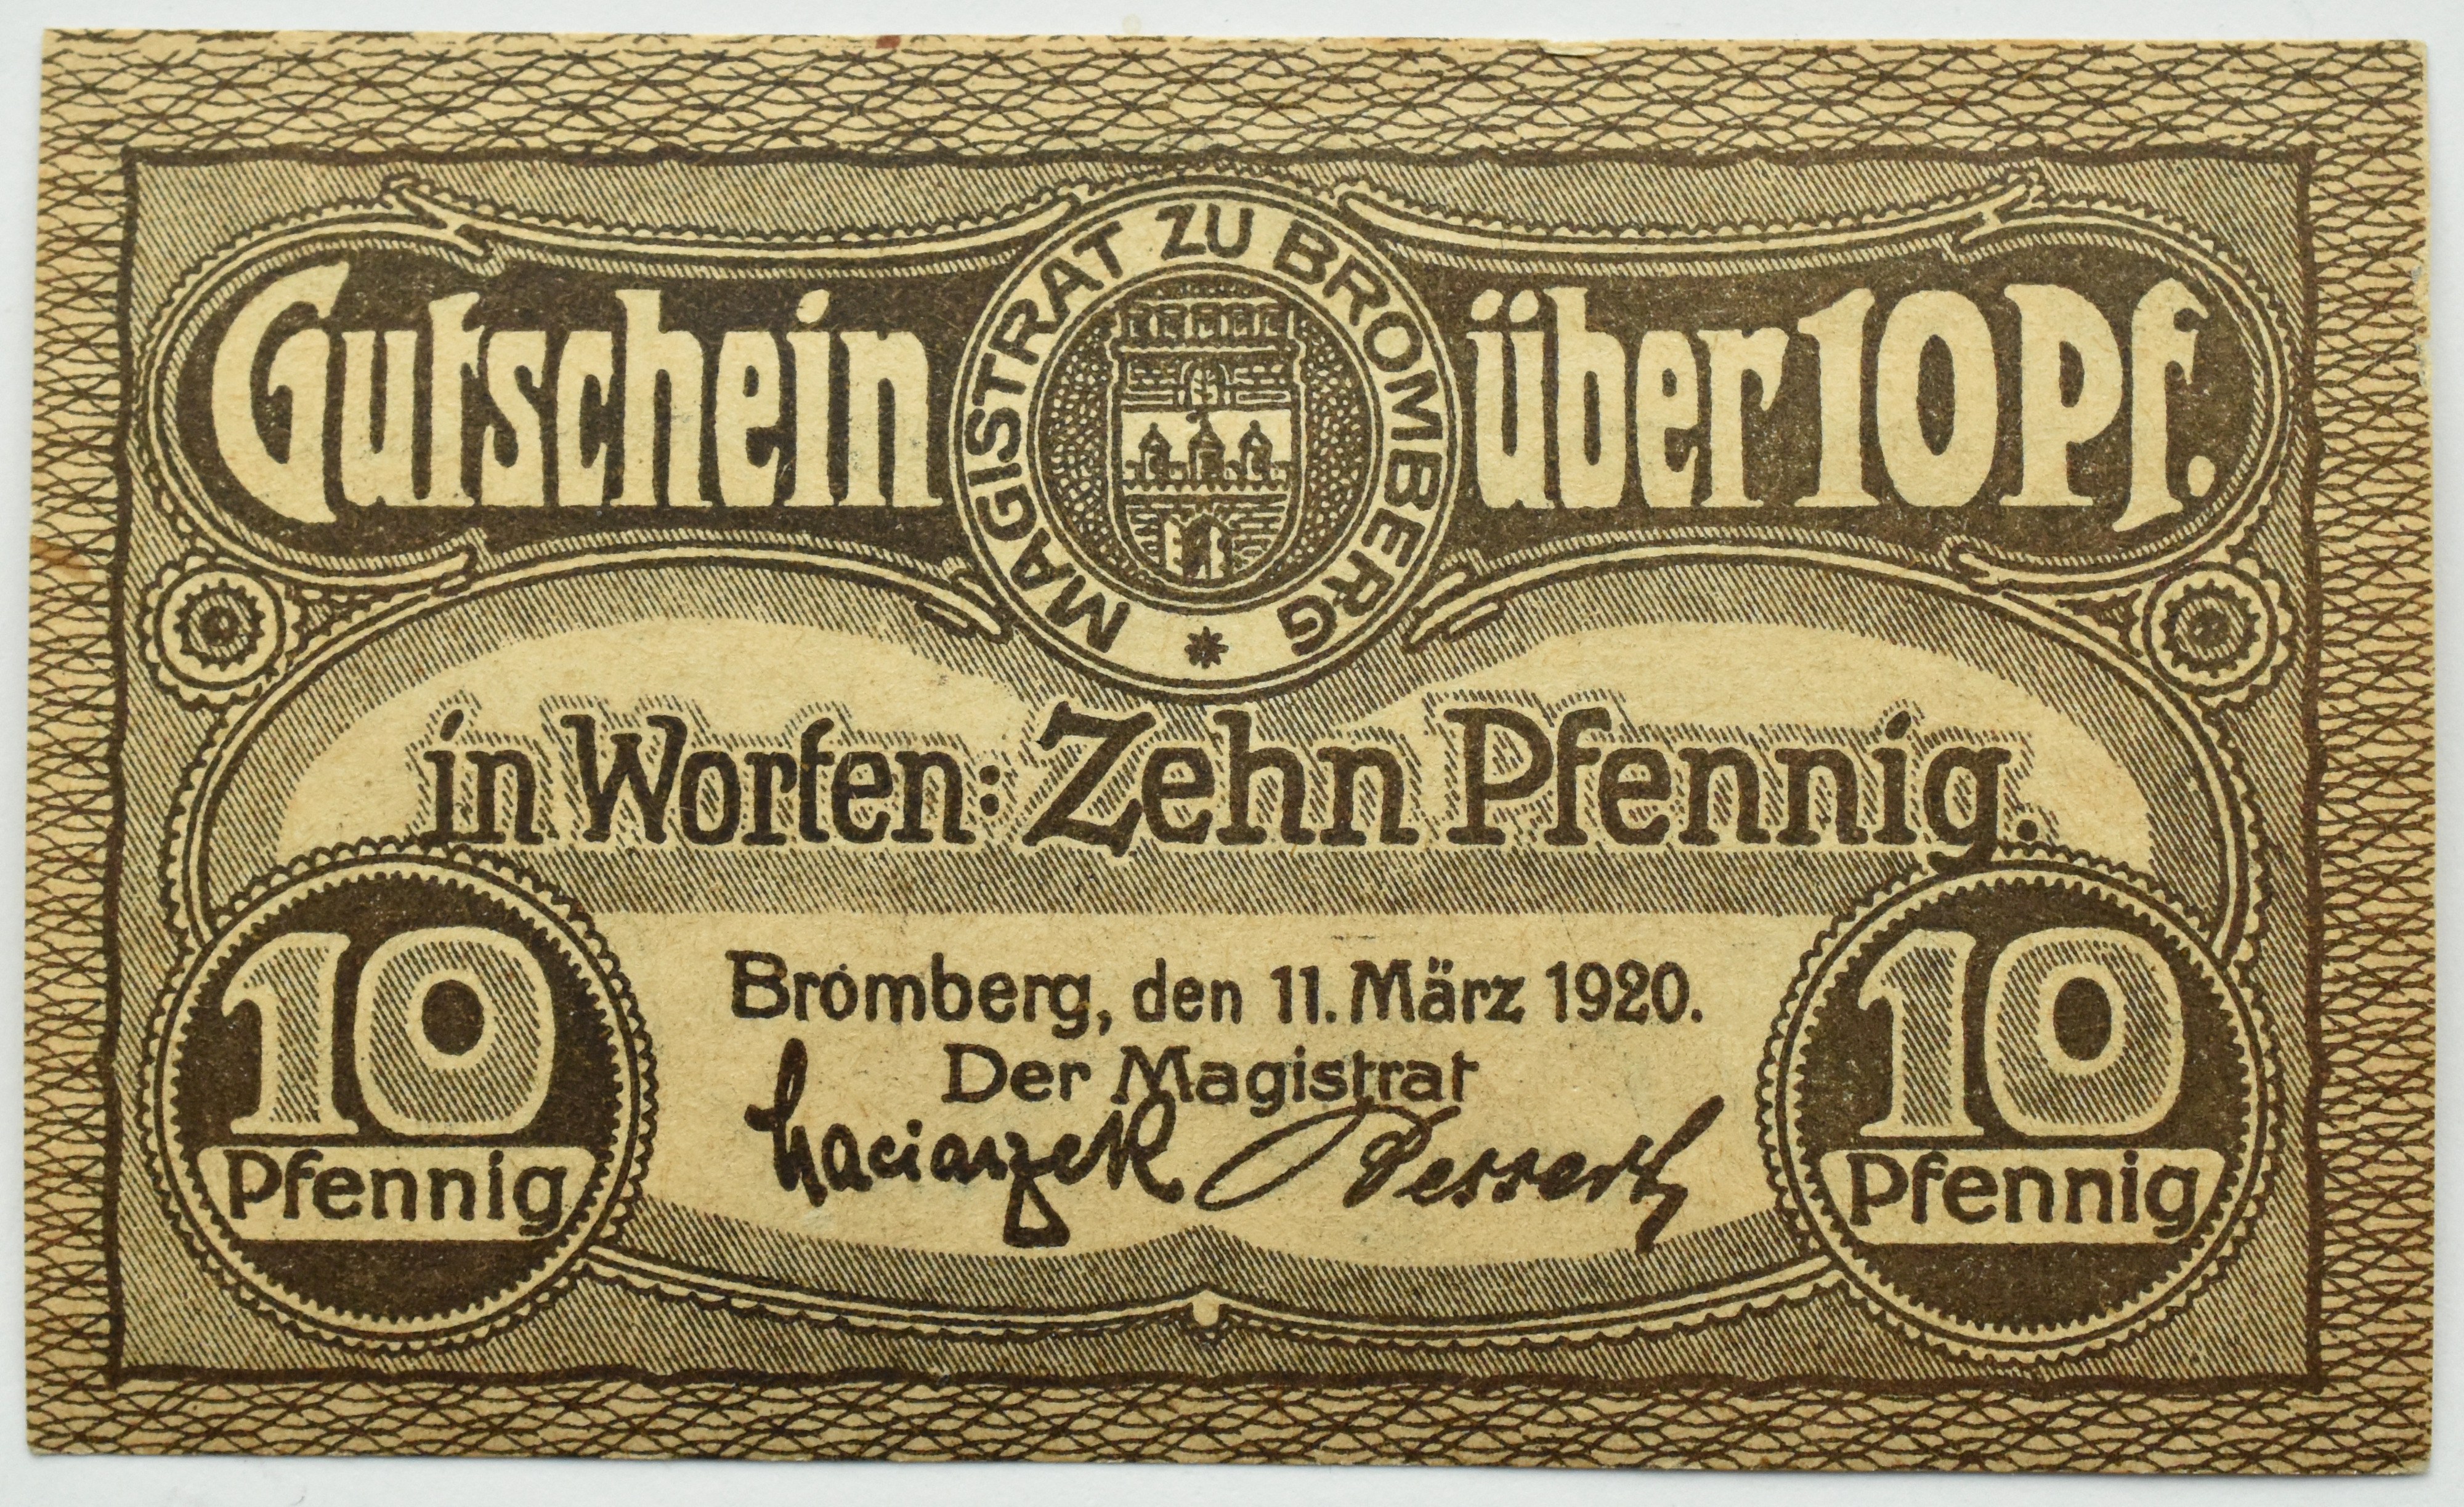 Gutschein über 10 Pf.
MAGISTRAT ZU BROMBERG *
in Worten: Zehn Pfennig.
10
Pfennig
Bromberg, den 11. März 1920.
Der Magistrat
10
Pfennig